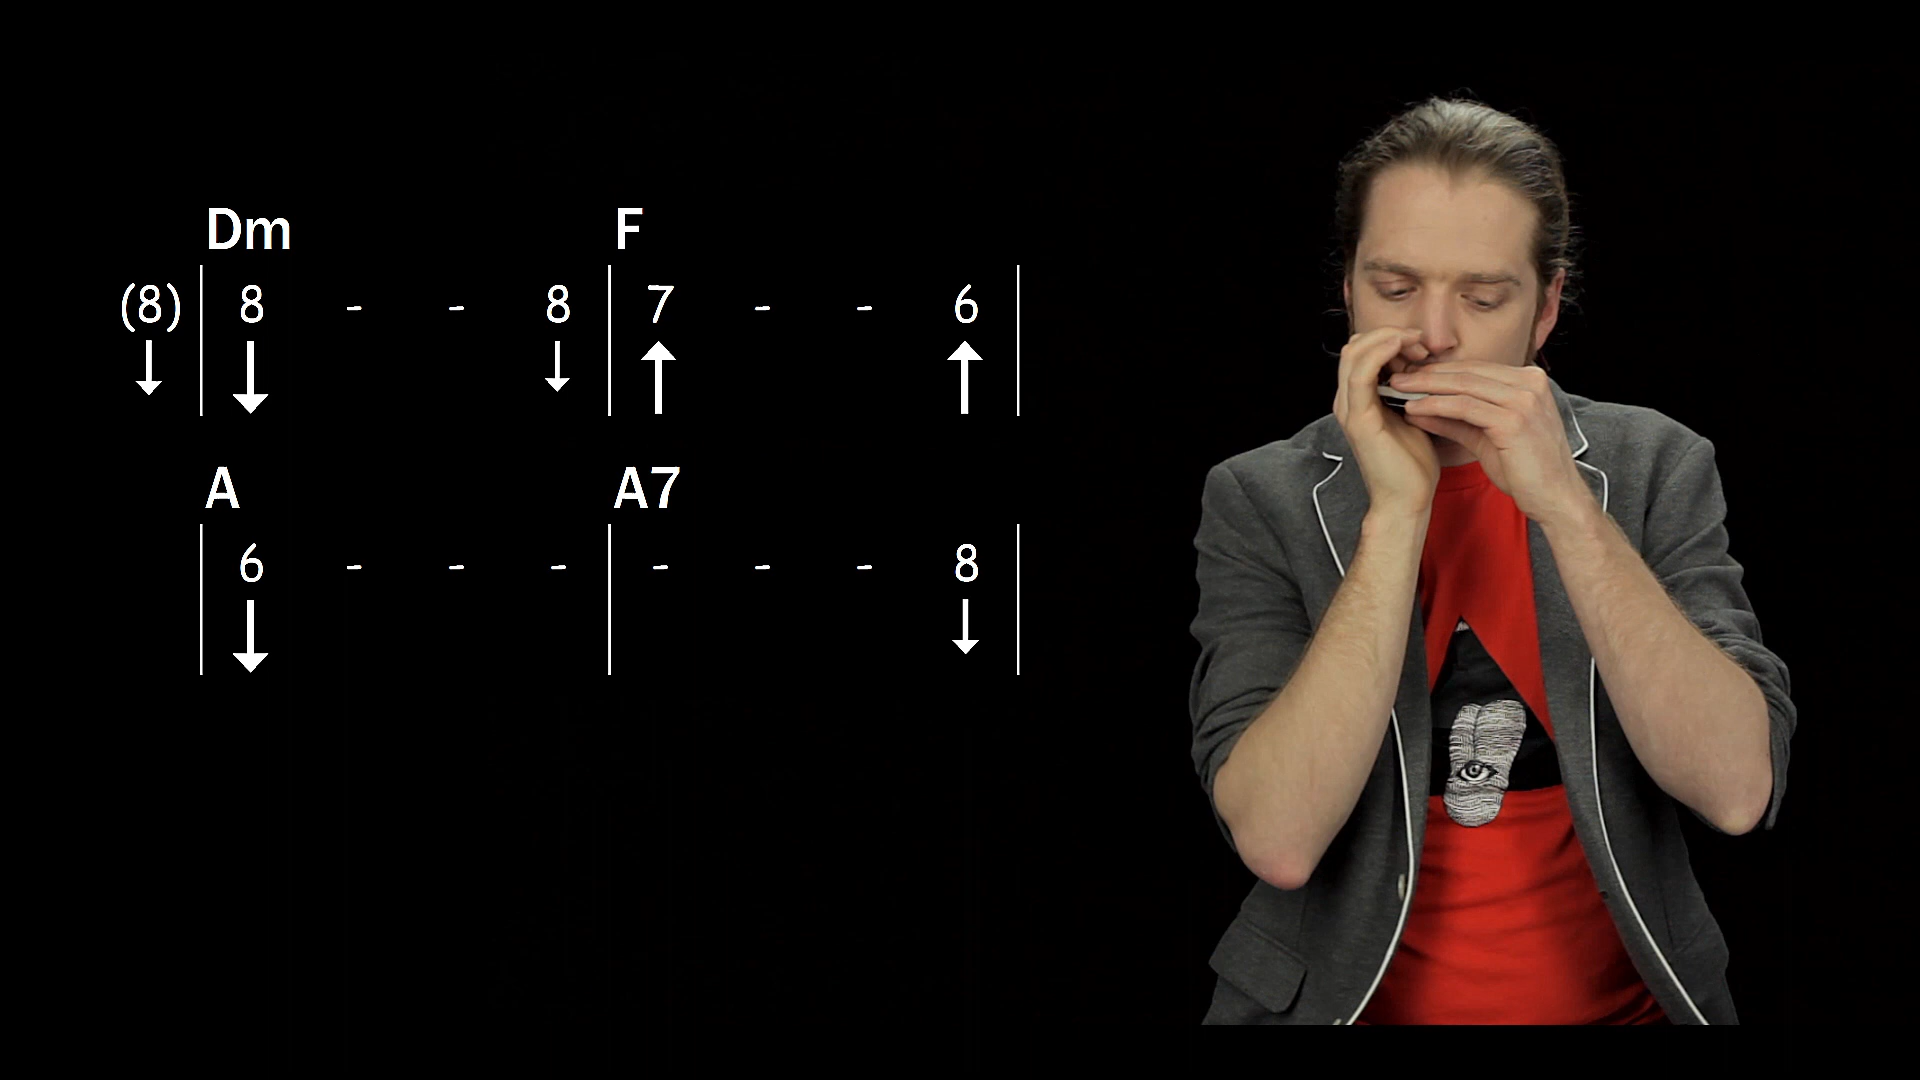 Dm F
(8) 8 - - 8 7 - - 6
↓ ↓ ↓ ↑ ↑
A A7
6 - - - - - - 8
↓ ↓